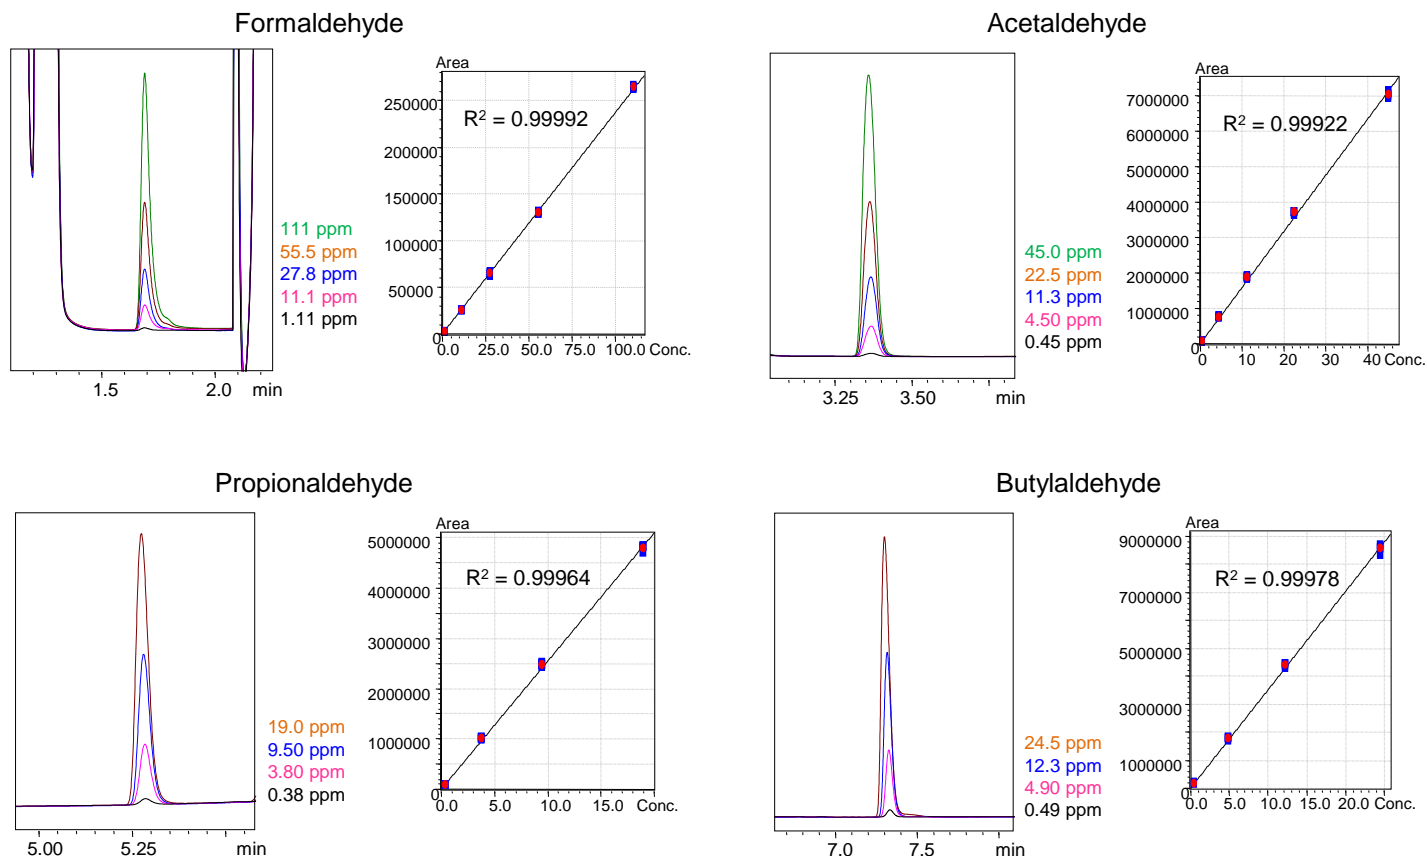 Formaldehyde
Area
250000
200000
150000
100000
50000
0
0.0 25.0 50.0 75.0 100.0 Conc.
R² = 0.99992
111 ppm
55.5 ppm
27.8 ppm
11.1 ppm
1.11 ppm
1.5 2.0 min
Acetaldehyde
Area
7000000
6000000
5000000
4000000
3000000
2000000
1000000
0
0 10 20 30 40 Conc.
R² = 0.99922
45.0 ppm
22.5 ppm
11.3 ppm
4.50 ppm
0.45 ppm
3.25 3.50 min
Propionaldehyde
Area
5000000
4000000
3000000
2000000
1000000
0
0.0 5.0 10.0 15.0 Conc.
R² = 0.99964
19.0 ppm
9.50 ppm
3.80 ppm
0.38 ppm
5.00 5.25 min
Butylaldehyde
Area
9000000
7000000
5000000
3000000
1000000
0
0.0 5.0 10.0 15.0 20.0 Conc.
R² = 0.99978
24.5 ppm
12.3 ppm
4.90 ppm
0.49 ppm
7.0 7.5 min